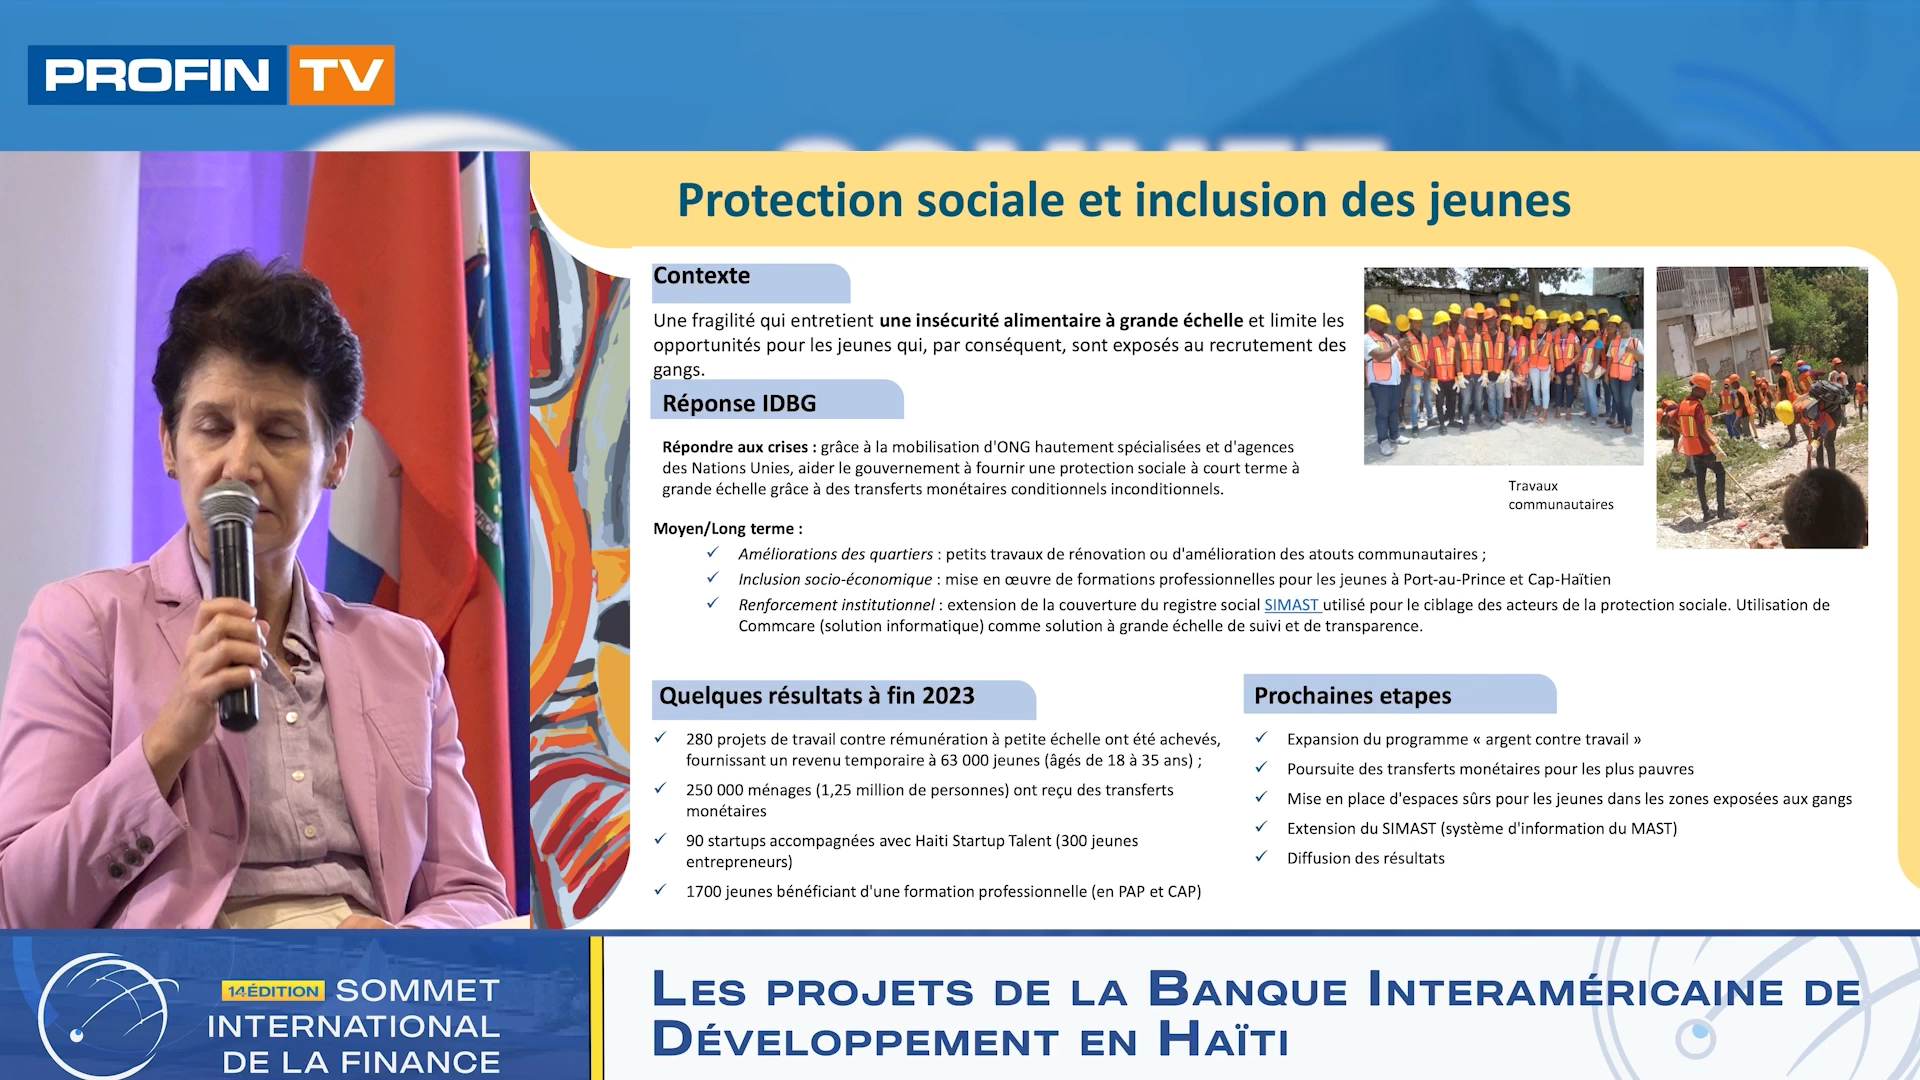 PROFIN TV
Protection sociale et inclusion des jeunes
Contexte
Une fragilité qui entretient une insécurité alimentaire à grande échelle et limite les
opportunités pour les jeunes qui, par conséquent, sont exposés au recrutement des
gangs.
Réponse IDBG
Répondre aux crises : grâce à la mobilisation d'ONG hautement spécialisées et d'agences
des Nations Unies, aider le gouvernement à fournir une protection sociale à court terme à
grande échelle grâce à des transferts monétaires conditionnels inconditionnels.
Travaux
communautaires
Moyen/Long terme :
✓ Améliorations des quartiers : petits travaux de rénovation ou d'amélioration des atouts communautaires ;
✓ Inclusion socio-économique : mise en œuvre de formations professionnelles pour les jeunes à Port-au-Prince et Cap-Haïtien
✓ Renforcement institutionnel : extension de la couverture du registre social SIMAST utilisé pour le ciblage des acteurs de la protection sociale. Utilisation de
Commcare (solution informatique) comme solution à grande échelle de suivi et de transparence.
Quelques résultats à fin 2023
✓ 280 projets de travail contre rémunération à petite échelle ont été achevés,
fournissant un revenu temporaire à 63 000 jeunes (âgés de 18 à 35 ans) ;
✓ 250 000 ménages (1,25 million de personnes) ont reçu des transferts
monétaires
✓ 90 startups accompagnées avec Haiti Startup Talent (300 jeunes
entrepreneurs)
✓ 1700 jeunes bénéficiant d'une formation professionnelle (en PAP et CAP)
Prochaines etapes
✓ Expansion du programme « argent contre travail »
✓ Poursuite des transferts monétaires pour les plus pauvres
✓ Mise en place d'espaces sûrs pour les jeunes dans les zones exposées aux gangs
✓ Extension du SIMAST (système d'information du MAST)
✓ Diffusion des résultats
14ÉDITION SOMMET
INTERNATIONAL
DE LA FINANCE
LES PROJETS DE LA BANQUE INTERAMÉRICAINE DE
DÉVELOPPEMENT EN HAÏTI